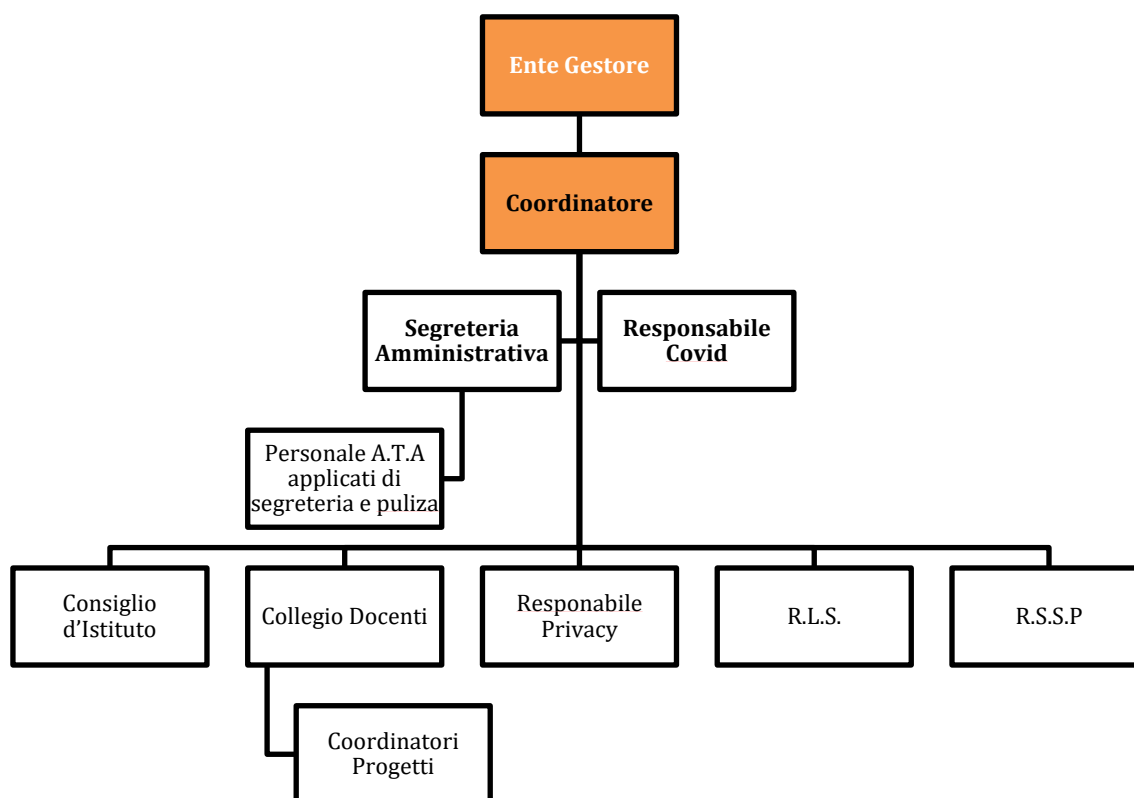 Ente Gestore
Coordinatore
Segreteria
Amministrativa
Responsabile
Covid
Personale A.T.A
applicati di
segreteria e puliza
Consiglio
d’Istituto
Collegio Docenti
Responabile
Privacy
R.L.S.
R.S.S.P
Coordinatori
Progetti